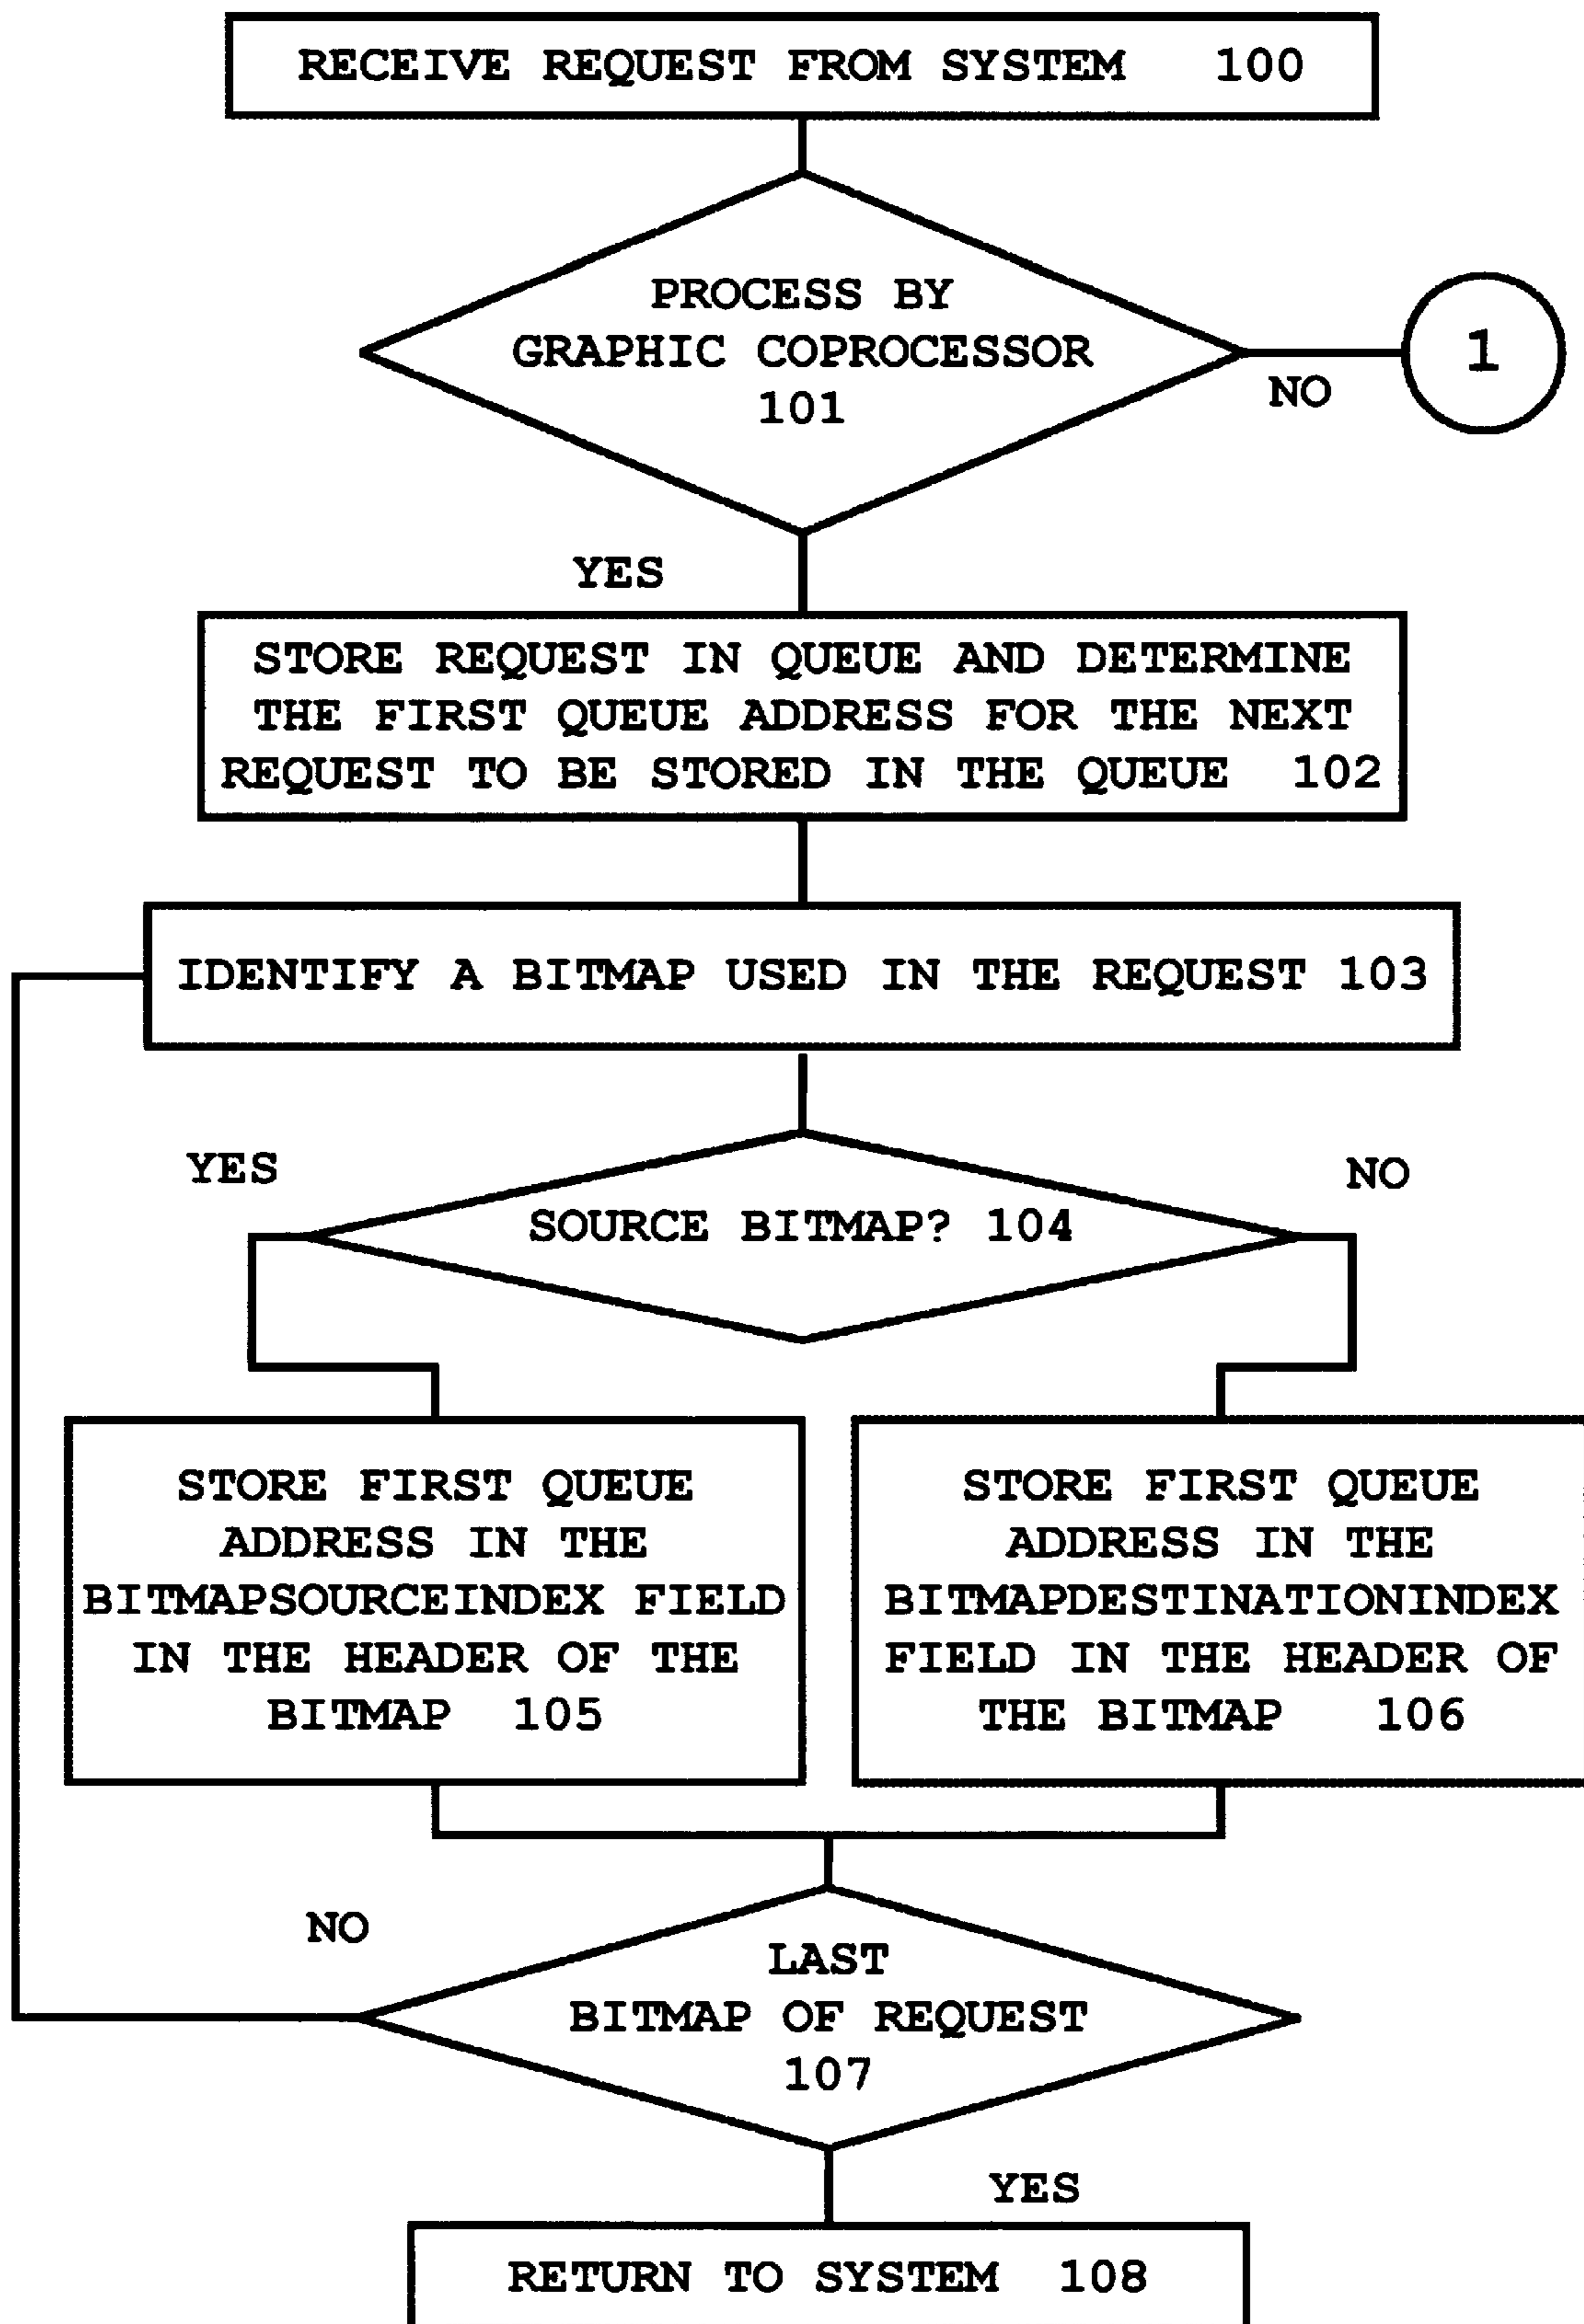 RECEIVE REQUEST FROM SYSTEM 100
PROCESS BY
GRAPHIC COPROCESSOR
101
NO
1
YES
STORE REQUEST IN QUEUE AND DETERMINE
THE FIRST QUEUE ADDRESS FOR THE NEXT
REQUEST TO BE STORED IN THE QUEUE 102
IDENTIFY A BITMAP USED IN THE REQUEST 103
YES
NO
SOURCE BITMAP? 104
STORE FIRST QUEUE
ADDRESS IN THE
BITMAPSOURCEINDEX FIELD
IN THE HEADER OF THE
BITMAP 105
STORE FIRST QUEUE
ADDRESS IN THE
BITMAPDESTINATIONINDEX
FIELD IN THE HEADER OF
THE BITMAP 106
NO
LAST
BITMAP OF REQUEST
107
YES
RETURN TO SYSTEM 108